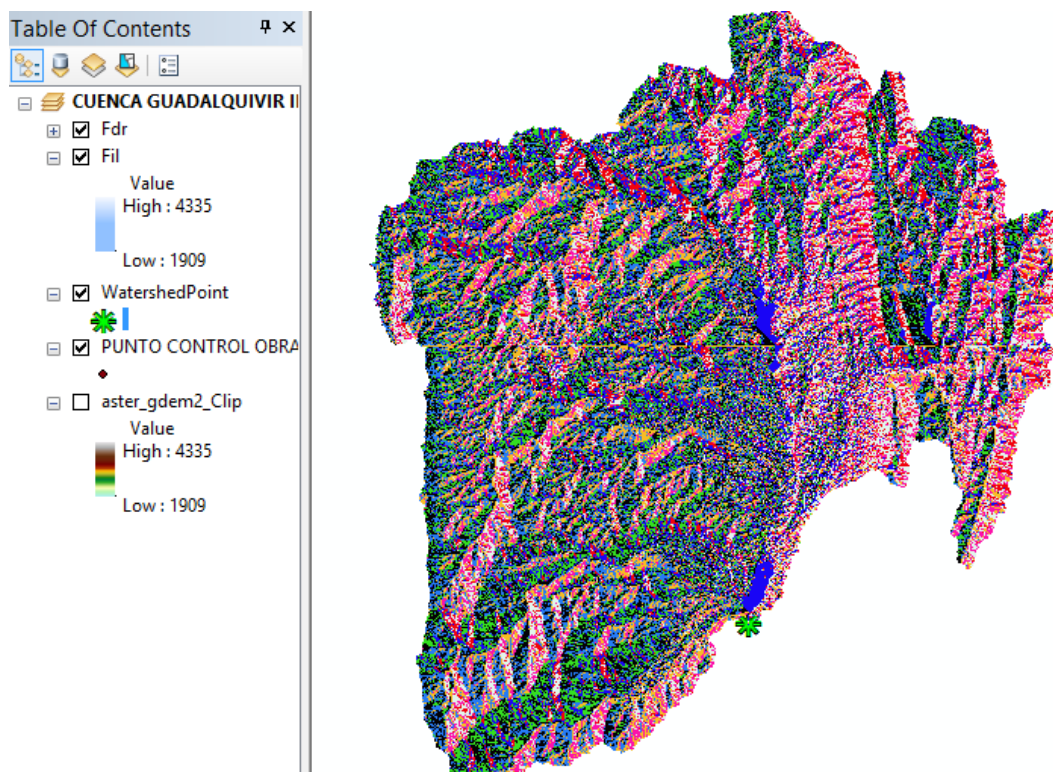 Table Of Contents
CUENCA GUADALQUIVIR II
Fdr
Fil
Value
High : 4335
Low : 1909
WatershedPoint
PUNTO CONTROL OBRA
aster_gdem2_Clip
Value
High : 4335
Low : 1909